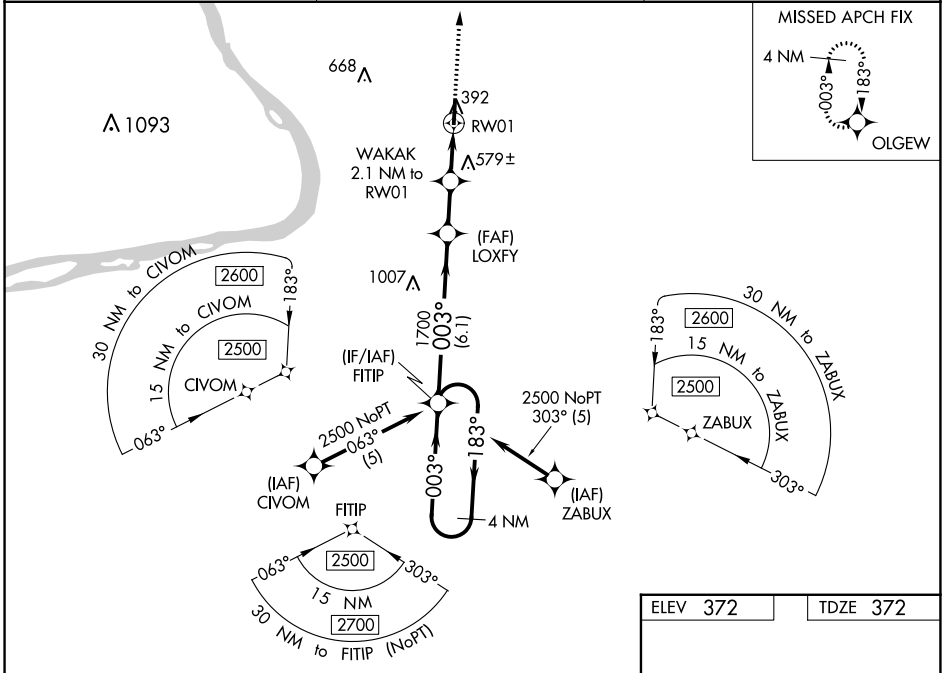 MISSED APCH FIX
4 NM
003°
183°
OLGEW
668
1093
392
RW01
WAKAK
2.1 NM to
RW01
579±
(FAF)
LOXFY
1007
1700
003°
(6.1)
(IF/IAF)
FITIP
30 NM to CIVOM
2600
183°
15 NM to CIVOM
2500
CIVOM
063°
2500 NoPT
063°
(5)
(IAF)
CIVOM
003°
183°
4 NM
2500 NoPT
303° (5)
(IAF)
ZABUX
30 NM to ZABUX
183°
2600
15 NM to ZABUX
2500
ZABUX
303°
FITIP
063°
2500
303°
15 NM
2700
30 NM to FITIP (NoPT)
ELEV 372
TDZE 372